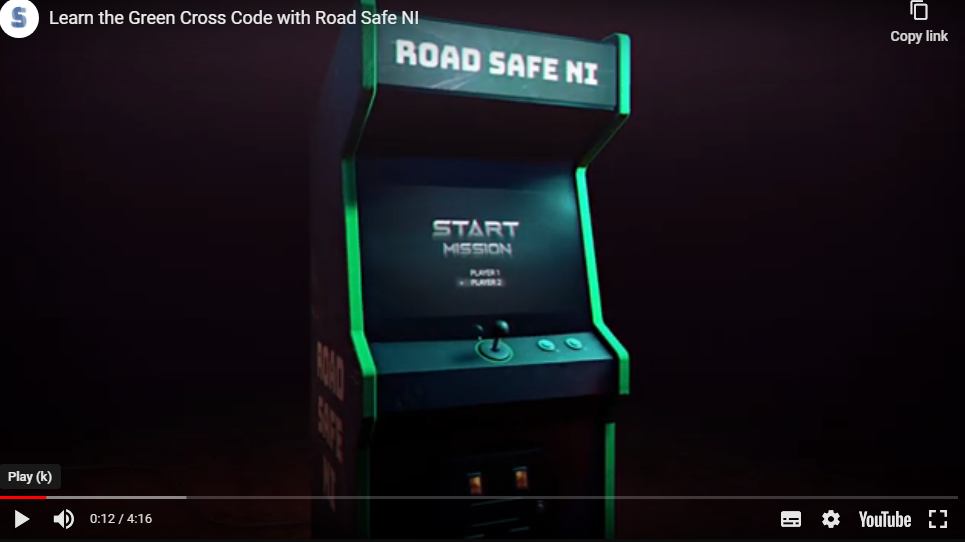 S
Learn the Green Cross Code with Road Safe NI
Copy link
ROAD SAFE NI
START
MISSION
PLAYER 1
PLAYER 2
ROAD
SAFE
NI
Play (k)
0:12 / 4:16
YouTube